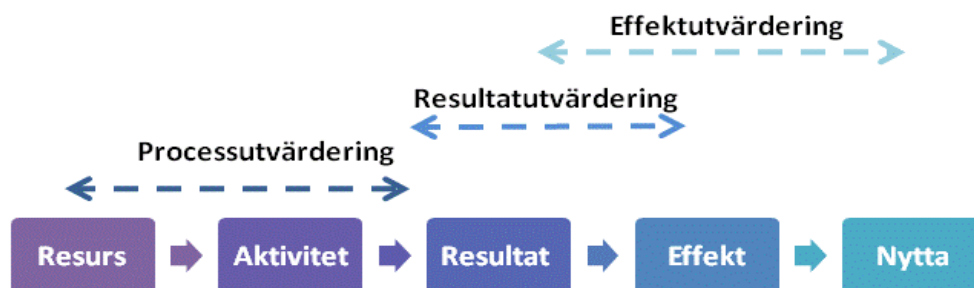 Effektutvärdering
Resultatutvärdering
Processutvärdering
Resurs Aktivitet Resultat Effekt Nytta